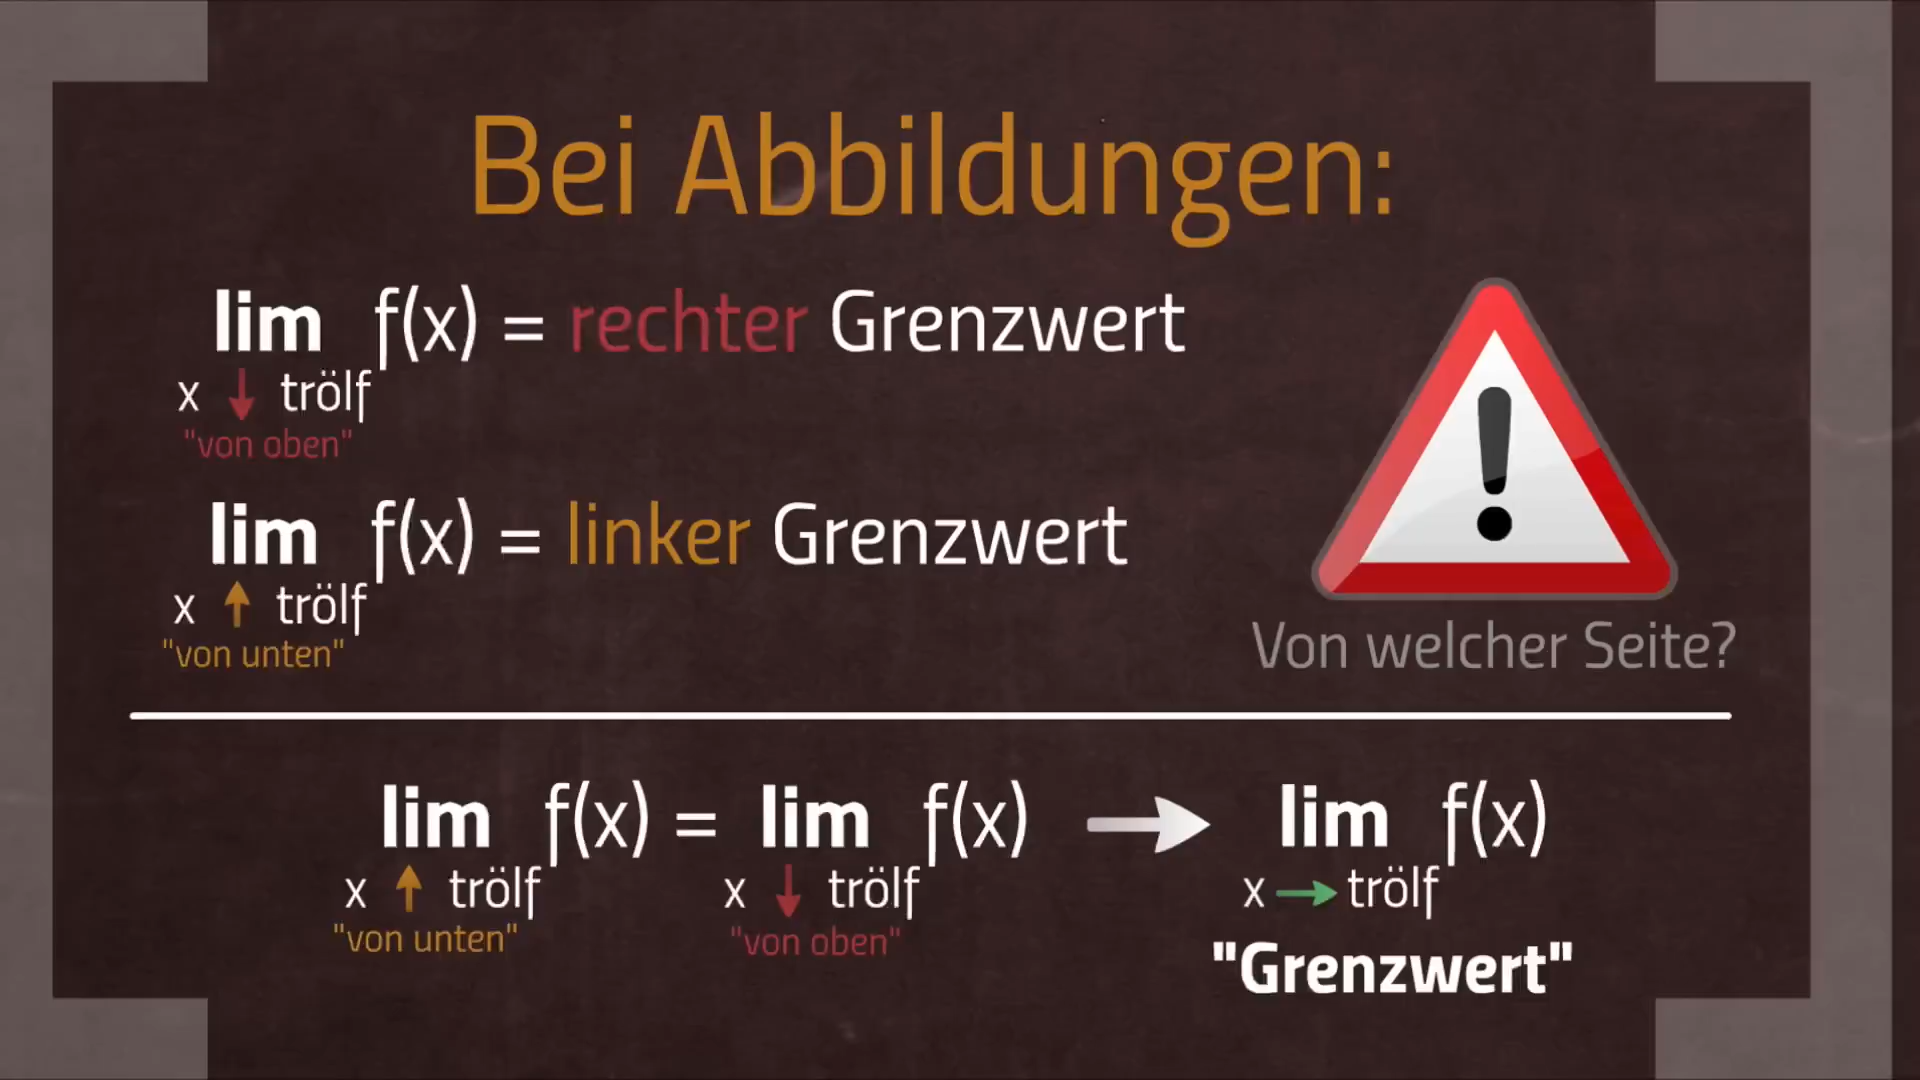 Bei Abbildungen:
lim f(x) = rechter Grenzwert
x ↓ trölf
"von oben"
lim f(x) = linker Grenzwert
x ↑ trölf
"von unten"
Von welcher Seite?
lim f(x) = lim f(x) → lim f(x)
x ↑ trölf x ↓ trölf x → trölf
"von unten" "von oben" "Grenzwert"